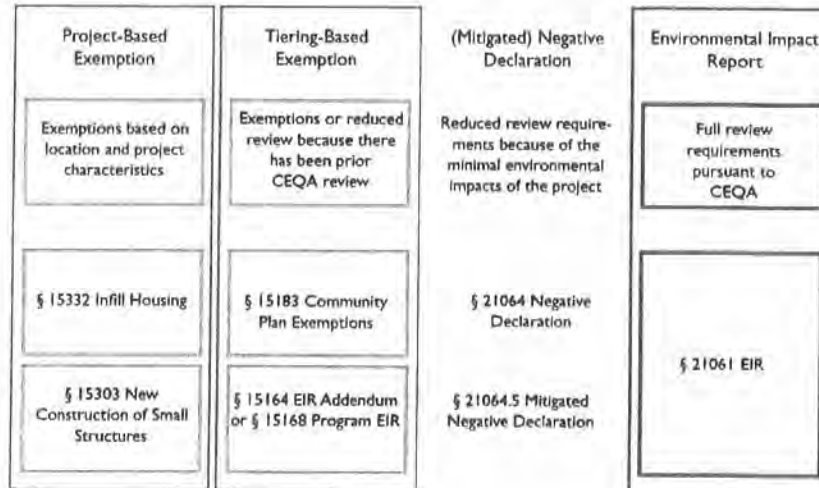 Project-Based
Exemption
Exemptions based on
location and project
characteristics
§ 15332 Infill Housing
§ 15303 New
Construction of Small
Structures
Tiering-Based
Exemption
Exemptions or reduced
review because there
has been prior
CEQA review
§ 15183 Community
Plan Exemptions
§ 15164 EIR Addendum
or § 15168 Program EIR
(Mitigated) Negative
Declaration
Reduced review require-
ments because of the
minimal environmental
impacts of the project
§ 21064 Negative
Declaration
§ 21064.5 Mitigated
Negative Declaration
Environmental Impact
Report
Full review
requirements
pursuant to
CEQA
§ 21061 EIR